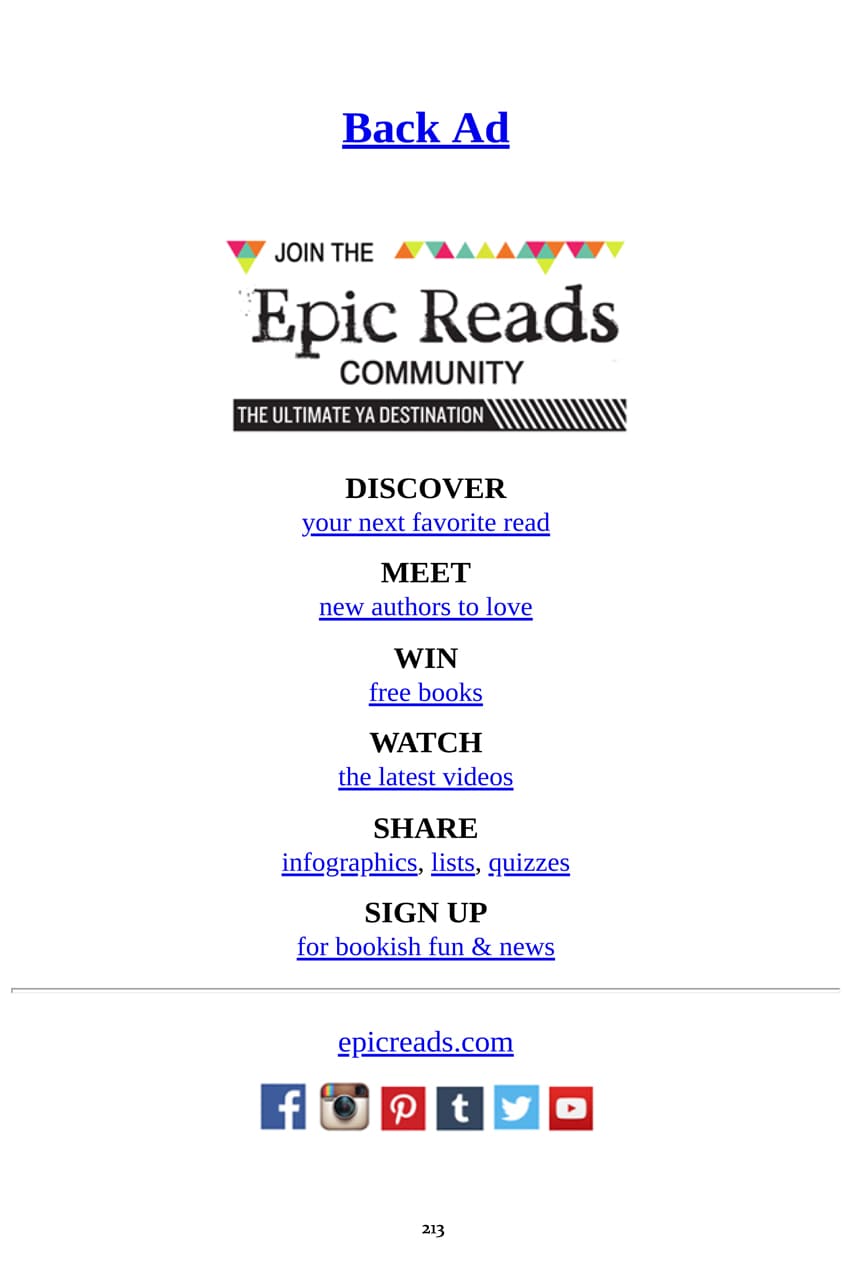 Back Ad
JOIN THE
Epic Reads
COMMUNITY
THE ULTIMATE YA DESTINATION
DISCOVER
your next favorite read
MEET
new authors to love
WIN
free books
WATCH
the latest videos
SHARE
infographics, lists, quizzes
SIGN UP
for bookish fun & news
epicreads.com
213